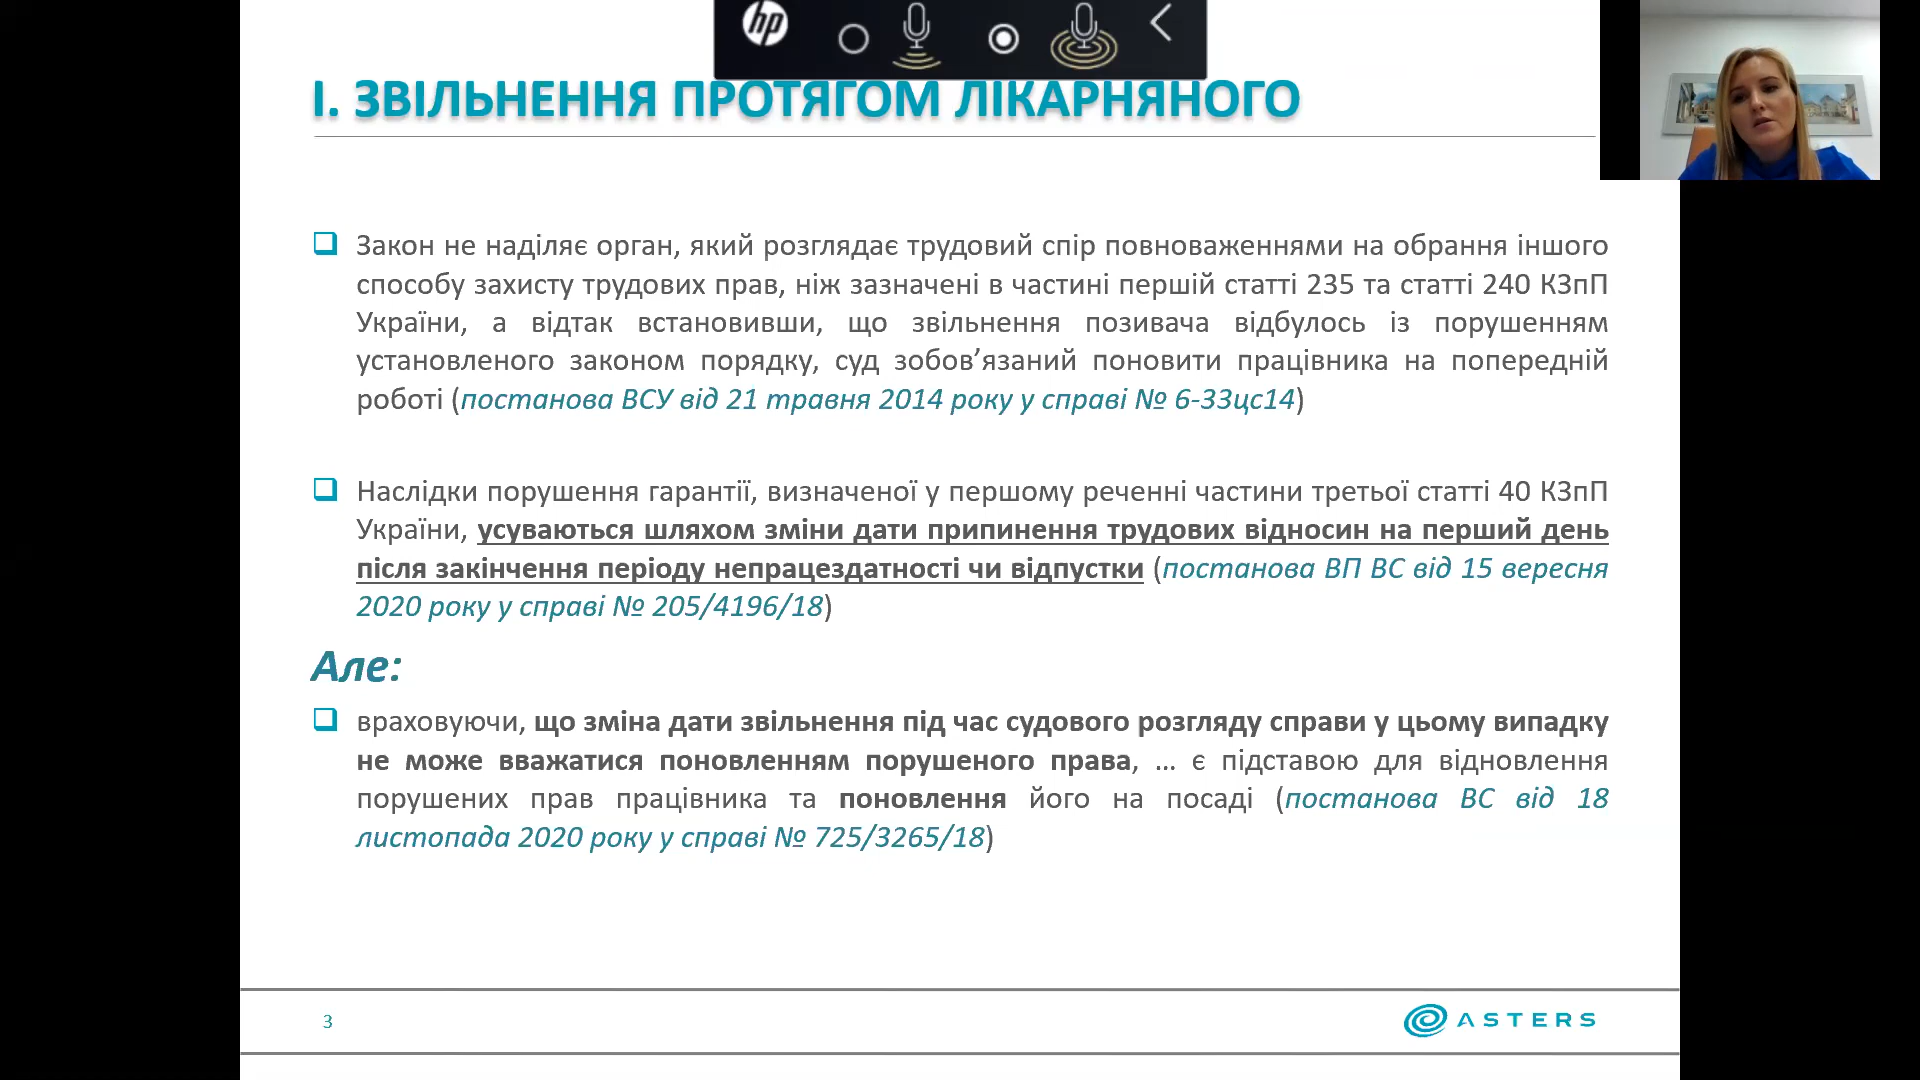 hp
І. ЗВІЛЬНЕННЯ ПРОТЯГОМ ЛІКАРНЯНОГО
Закон не наділяє орган, який розглядає трудовий спір повноваженнями на обрання іншого
способу захисту трудових прав, ніж зазначені в частині першій статті 235 та статті 240 КЗпП
України, а відтак встановивши, що звільнення позивача відбулось із порушенням
установленого законом порядку, суд зобов’язаний поновити працівника на попередній
роботі (постанова ВСУ від 21 травня 2014 року у справі № 6-33цс14)
Наслідки порушення гарантії, визначеної у першому реченні частини третьої статті 40 КЗпП
України, усуваються шляхом зміни дати припинення трудових відносин на перший день
після закінчення періоду непрацездатності чи відпустки (постанова ВП ВС від 15 вересня
2020 року у справі № 205/4196/18)
Але:
враховуючи, що зміна дати звільнення під час судового розгляду справи у цьому випадку
не може вважатися поновленням порушеного права, ... є підставою для відновлення
порушених прав працівника та поновлення його на посаді (постанова ВС від 18
листопада 2020 року у справі № 725/3265/18)
3
ASTERS